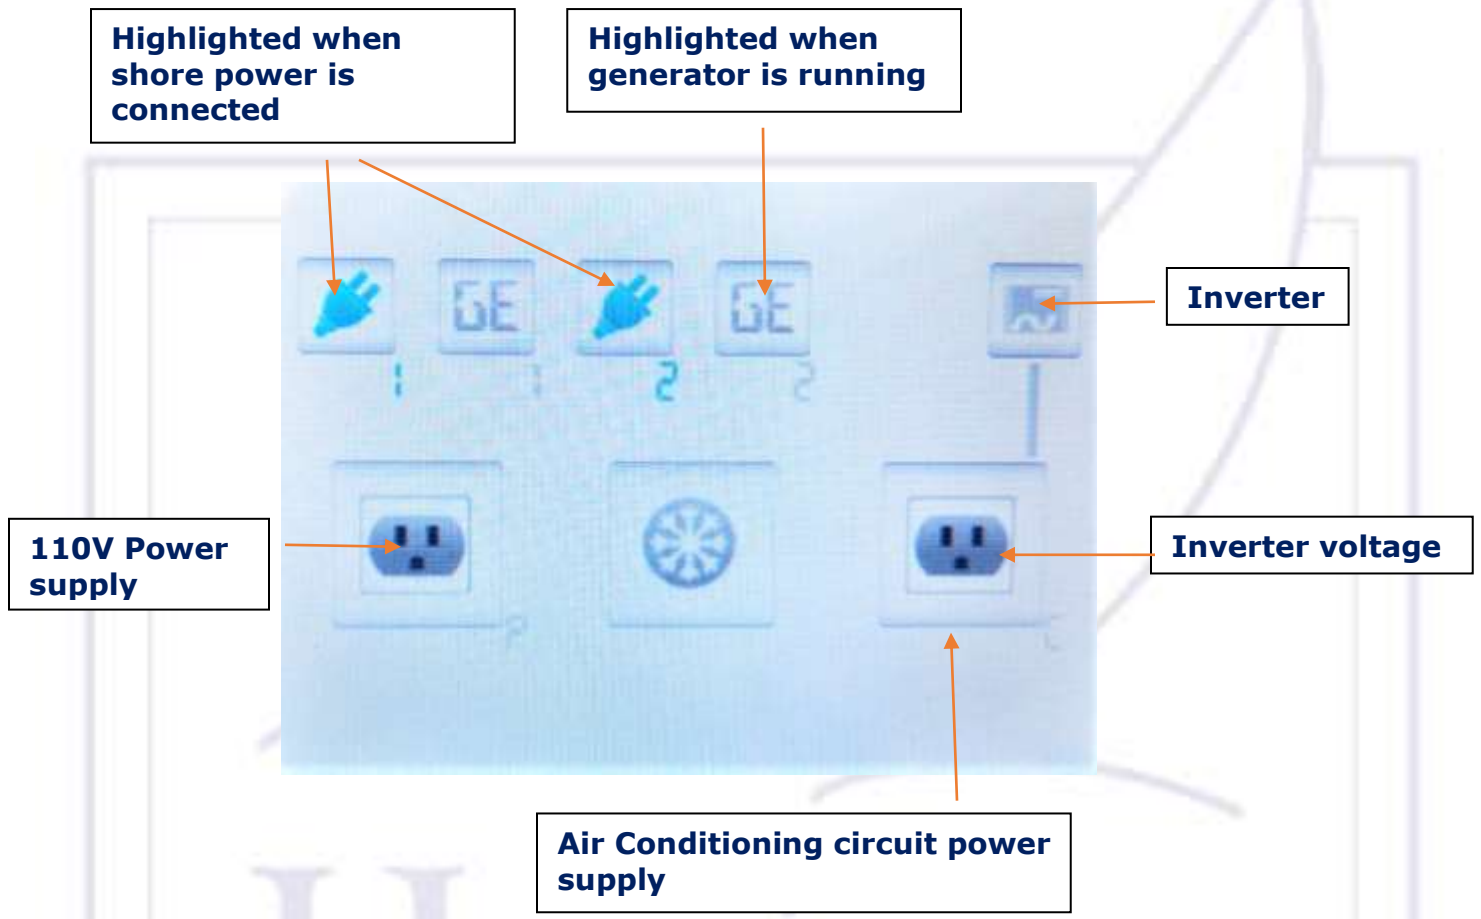 Highlighted when
shore power is
connected
Highlighted when
generator is running
GE
GE
Inverter
1
1
2
2
110V Power
supply
Inverter voltage
Air Conditioning circuit power
supply